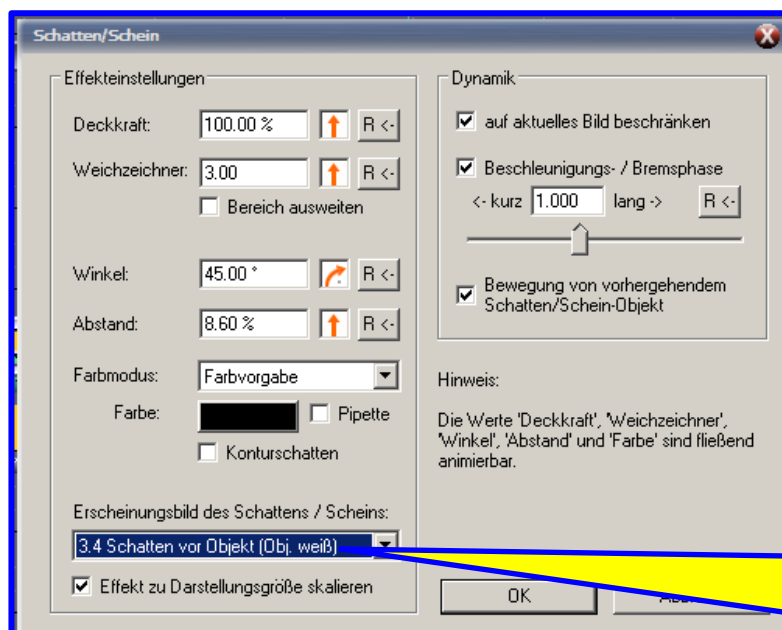 Schatten/Schein
Effekteinstellungen
Deckkraft: 100.00 % R <-
Weichzeichner: 3.00 R <-
Bereich ausweiten
Winkel: 45.00 ° R <-
Abstand: 8.60 % R <-
Farbmodus: Farbvorgabe
Farbe: Pipette
Konturschatten
Erscheinungsbild des Schattens / Scheins:
3.4 Schatten vor Objekt (Obj. weiß)
Effekt zu Darstellungsgröße skalieren
Dynamik
auf aktuelles Bild beschränken
Beschleunigungs- / Bremsphase
<- kurz 1.000 lang -> R <-
Bewegung von vorhergehendem
Schatten/Schein-Objekt
Hinweis:
Die Werte 'Deckkraft', 'Weichzeichner',
'Winkel', 'Abstand' und 'Farbe' sind fließend
animierbar.
OK